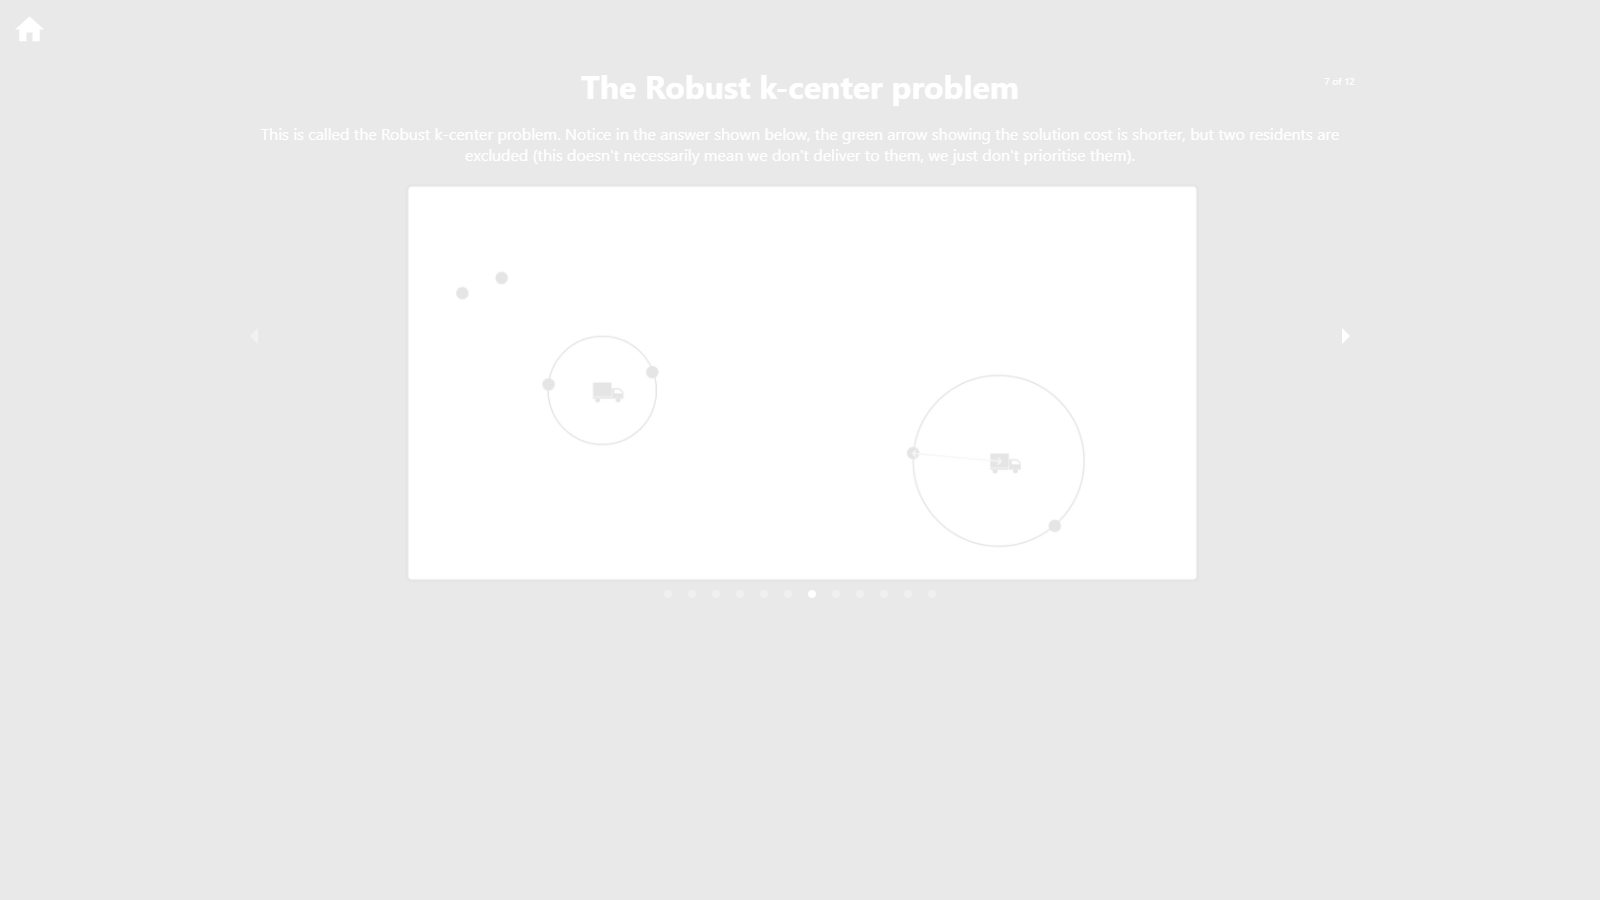 The Robust k-center problem
7 of 12
This is called the Robust k-center problem. Notice in the answer shown below, the green arrow showing the solution cost is shorter, but two residents are
excluded (this doesn't necessarily mean we don't deliver to them, we just don't prioritise them).